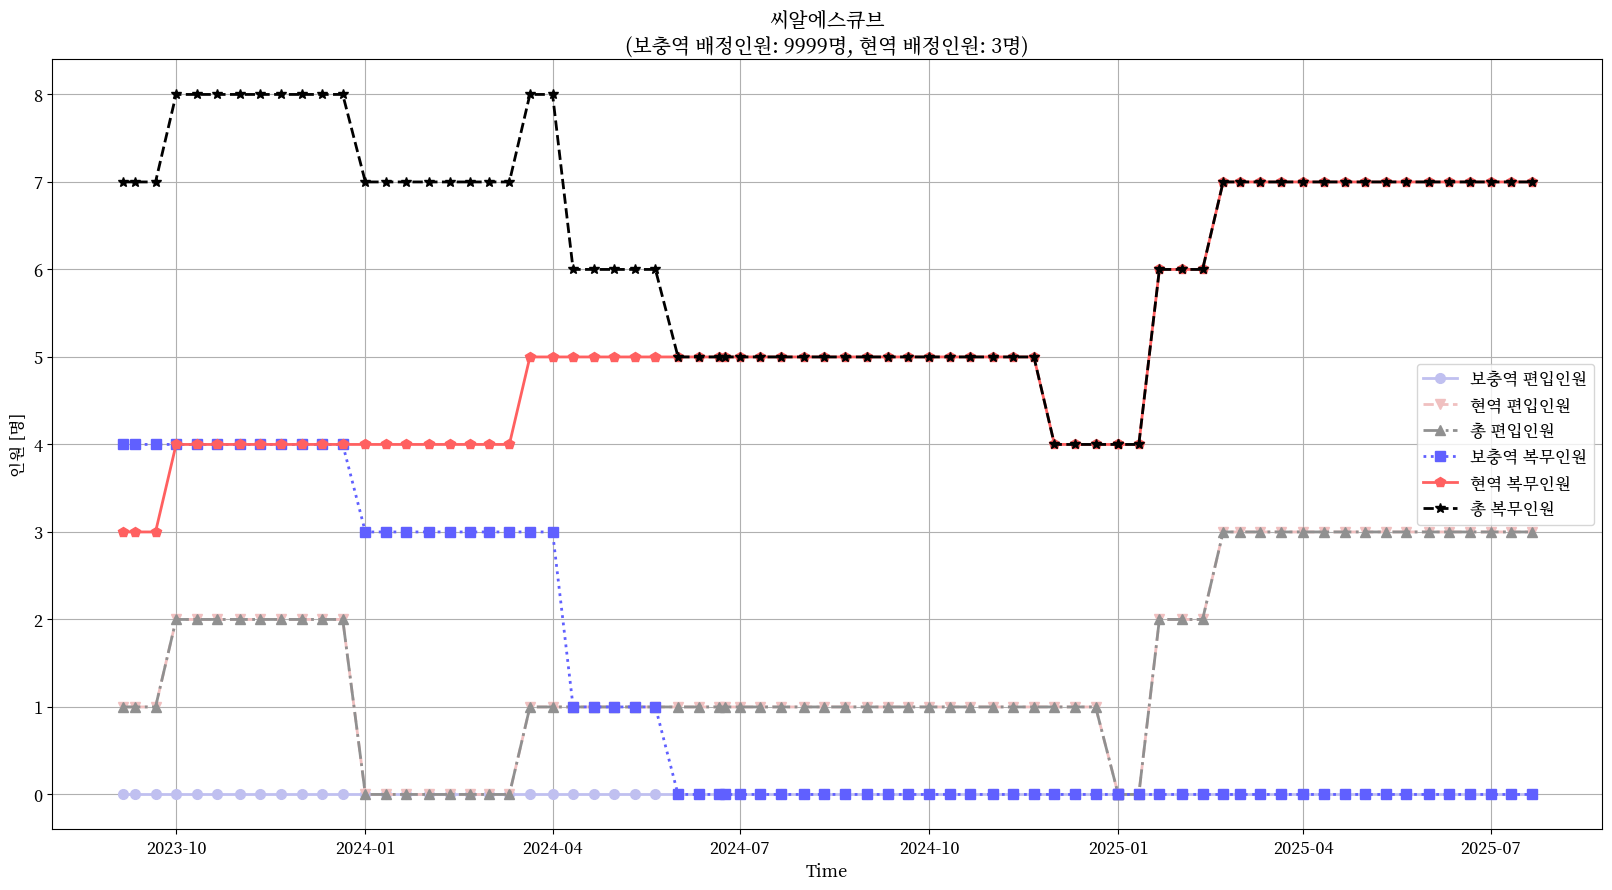 씨알에스큐브
(보충역 배정인원: 9999명, 현역 배정인원: 3명)
인원 [명]
8
7
6
5
4
3
2
1
0
보충역 편입인원
현역 편입인원
총 편입인원
보충역 복무인원
현역 복무인원
총 복무인원
2023-10
2024-01
2024-04
2024-07
2024-10
2025-01
2025-04
2025-07
Time